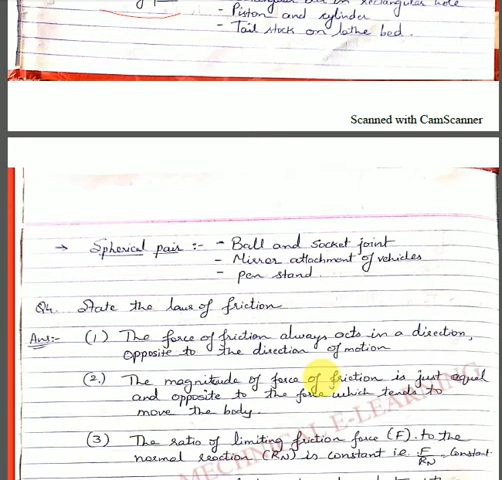 rectangular hole
- Piston and cylinder
- Tail stock on lathe bed.
Scanned with CamScanner
→ Spherical pair :- - Ball and socket joint
- Mirror attachment of vehicles
- pen stand
Q4. State the laws of friction
Ans:- (1) The force of friction always acts in a direction,
opposite to the direction of motion
(2.) The magnitude of force of friction is just equal
and opposite to the force which tends to
move the body.
(3) The ratio of limiting friction force (F) to the
normal reaction (RN) is constant i.e. F/RN = constant
MECHNICAL E-LEARNING